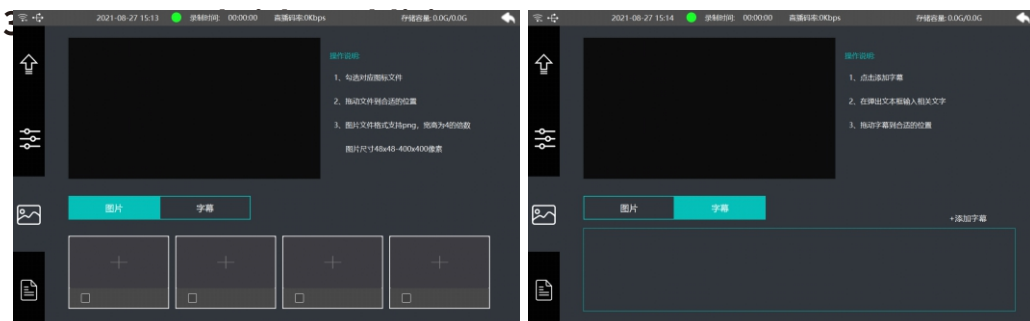 3
2021-08-27 15:13 录制时间: 00:00:00 直播码率:0Kbps 存储容量:0.0G/0.0G
操作说明:
1、勾选对应图标文件
2、拖动文件到合适的位置
3、图片文件格式支持png，宽高为4的倍数
图片尺寸48x48-400x400像素
图片 字幕
2021-08-27 15:14 录制时间: 00:00:00 直播码率:0Kbps 存储容量:0.0G/0.0G
操作说明:
1、点击添加字幕
2、在弹出文本框输入相关文字
3、拖动字幕到合适的位置
图片 字幕
+添加字幕